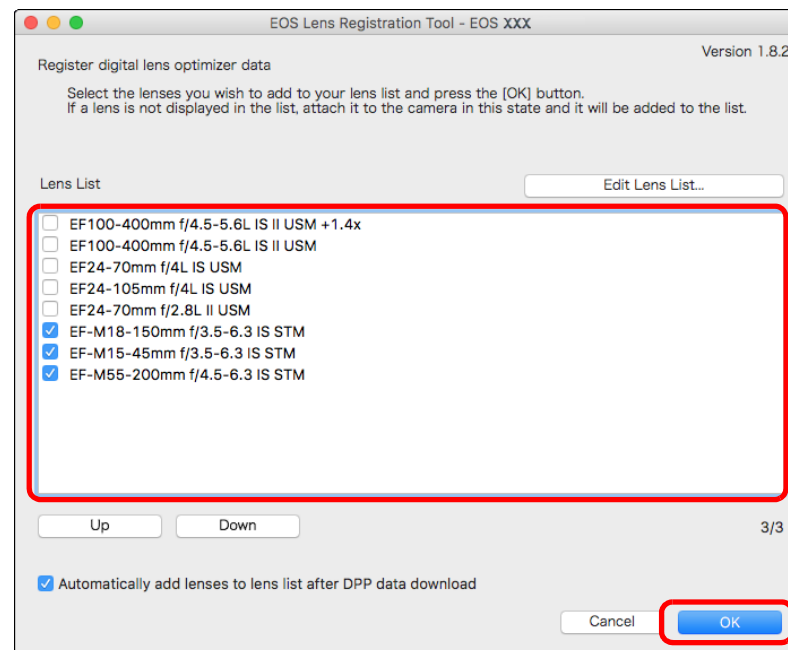 EOS Lens Registration Tool - EOS XXX
Version 1.8.2
Register digital lens optimizer data
Select the lenses you wish to add to your lens list and press the [OK] button.
If a lens is not displayed in the list, attach it to the camera in this state and it will be added to the list.
Lens List
Edit Lens List...
EF100-400mm f/4.5-5.6L IS II USM +1.4x
EF100-400mm f/4.5-5.6L IS II USM
EF24-70mm f/4L IS USM
EF24-105mm f/4L IS USM
EF24-70mm f/2.8L II USM
EF-M18-150mm f/3.5-6.3 IS STM
EF-M15-45mm f/3.5-6.3 IS STM
EF-M55-200mm f/4.5-6.3 IS STM
Up
Down
3/3
Automatically add lenses to lens list after DPP data download
Cancel
OK